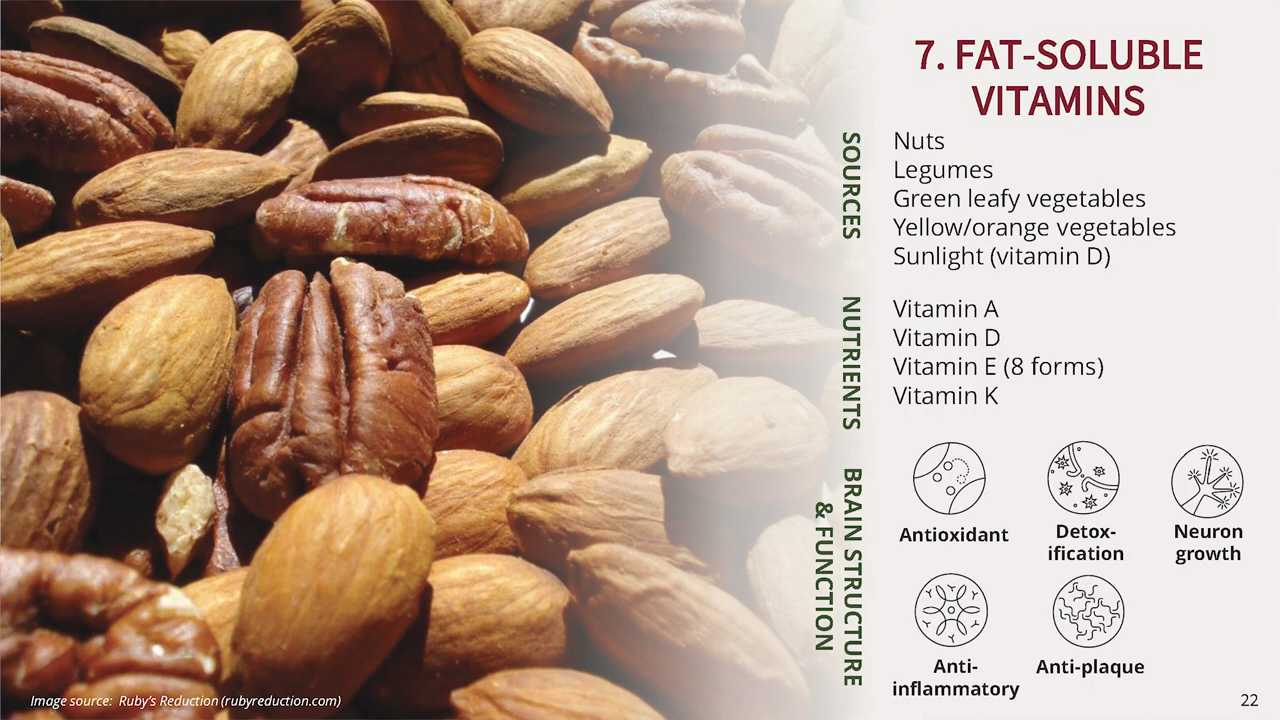 7. FAT-SOLUBLE
VITAMINS
SOURCES
Nuts
Legumes
Green leafy vegetables
Yellow/orange vegetables
Sunlight (vitamin D)
NUTRIENTS
Vitamin A
Vitamin D
Vitamin E (8 forms)
Vitamin K
BRAIN STRUCTURE
& FUNCTION
Antioxidant
Detox-
ification
Neuron
growth
Anti-
inflammatory
Anti-plaque
Image source:  Ruby’s Reduction (rubyreduction.com)
22